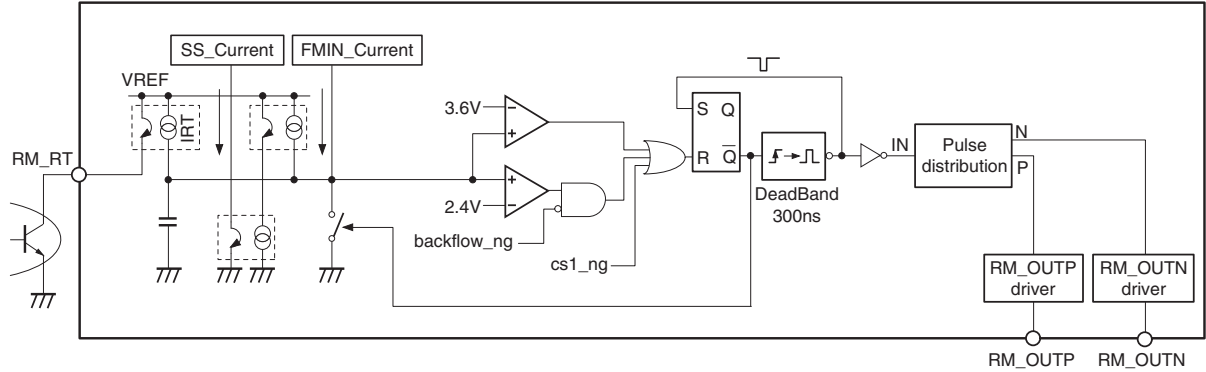 SS_Current
FMIN_Current
VREF
IRT
3.6V
S Q
RM_RT
R Q
IN
Pulse
distribution
N
P
DeadBand
300ns
2.4V
backflow_ng
cs1_ng
RM_OUTP
driver
RM_OUTN
driver
RM_OUTP
RM_OUTN